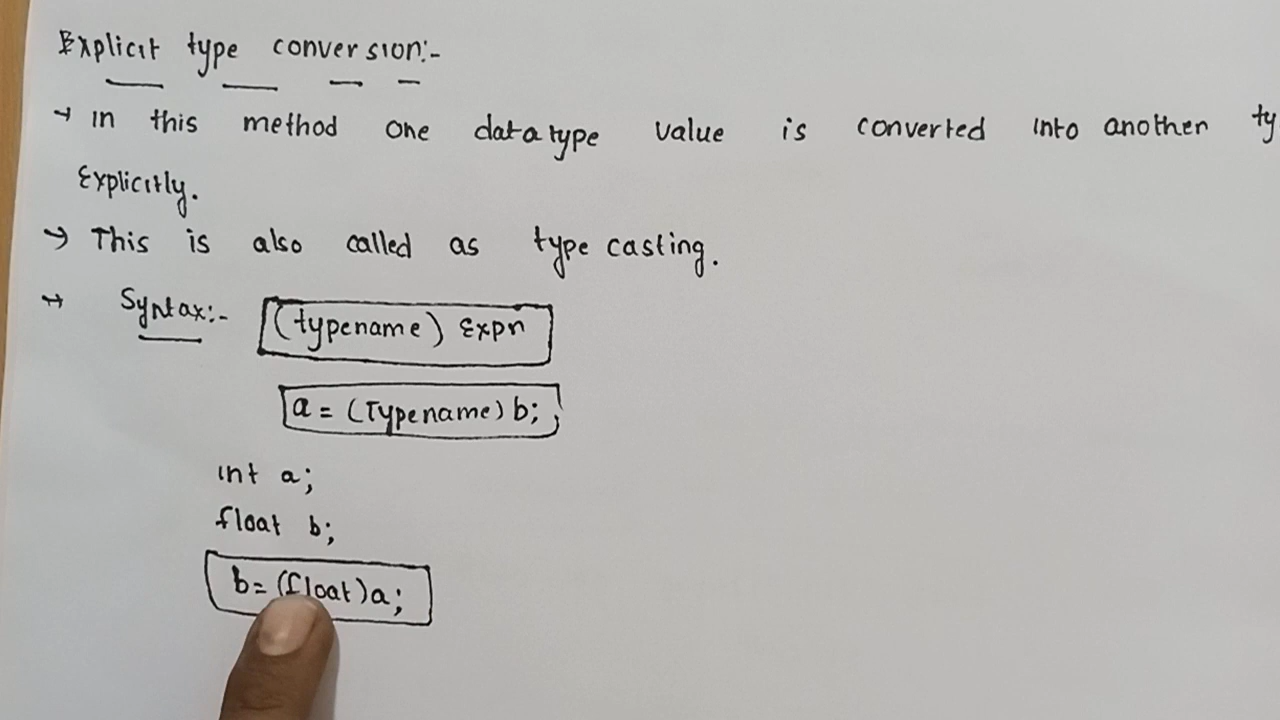 Explicit type conversion:-
→ in this method one datatype value is converted into another ty
Explicitly.
→ This is also called as type casting.
→ Syntax:- (typename) Expn
a = (Typename) b;
int a;
float b;
b = (float)a;